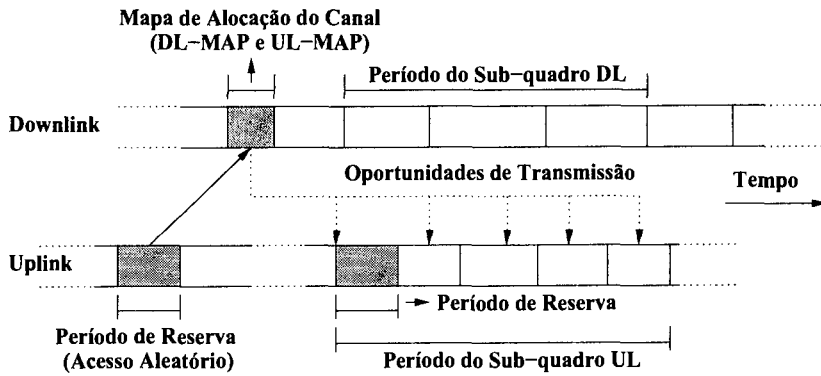 Mapa de Alocação do Canal
(DL−MAP e UL−MAP)
Período do Sub−quadro DL
Downlink
Oportunidades de Transmissão
Tempo
Uplink
Período de Reserva
Período de Reserva
(Acesso Aleatório)
Período do Sub−quadro UL